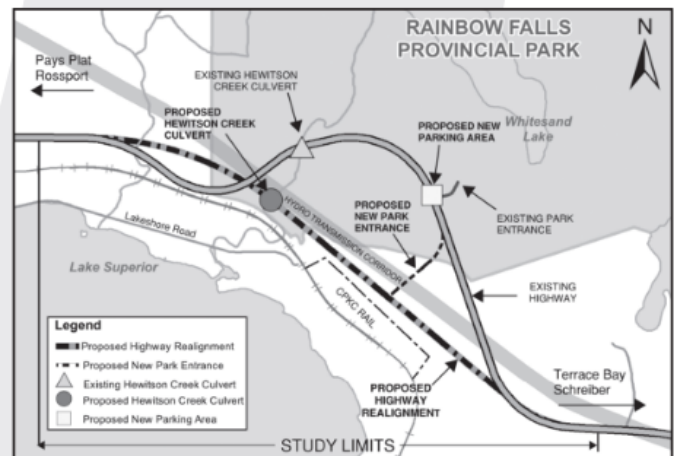 RAINBOW FALLS
PROVINCIAL PARK
N
Pays Plat
Rossport
EXISTING HEWITSON
CREEK CULVERT
PROPOSED
HEWITSON CREEK
CULVERT
PROPOSED NEW
PARKING AREA
Whitesand
Lake
PROPOSED
NEW PARK
ENTRANCE
EXISTING PARK
ENTRANCE
HYDRO TRANSMISSION CORRIDOR
Lakeshore Road
Lake Superior
CPKC RAIL
EXISTING
HIGHWAY
Legend
Proposed Highway Realignment
Proposed New Park Entrance
Existing Hewitson Creek Culvert
Proposed Hewitson Creek Culvert
Proposed New Parking Area
PROPOSED
HIGHWAY
REALIGNMENT
Terrace Bay
Schreiber
STUDY LIMITS